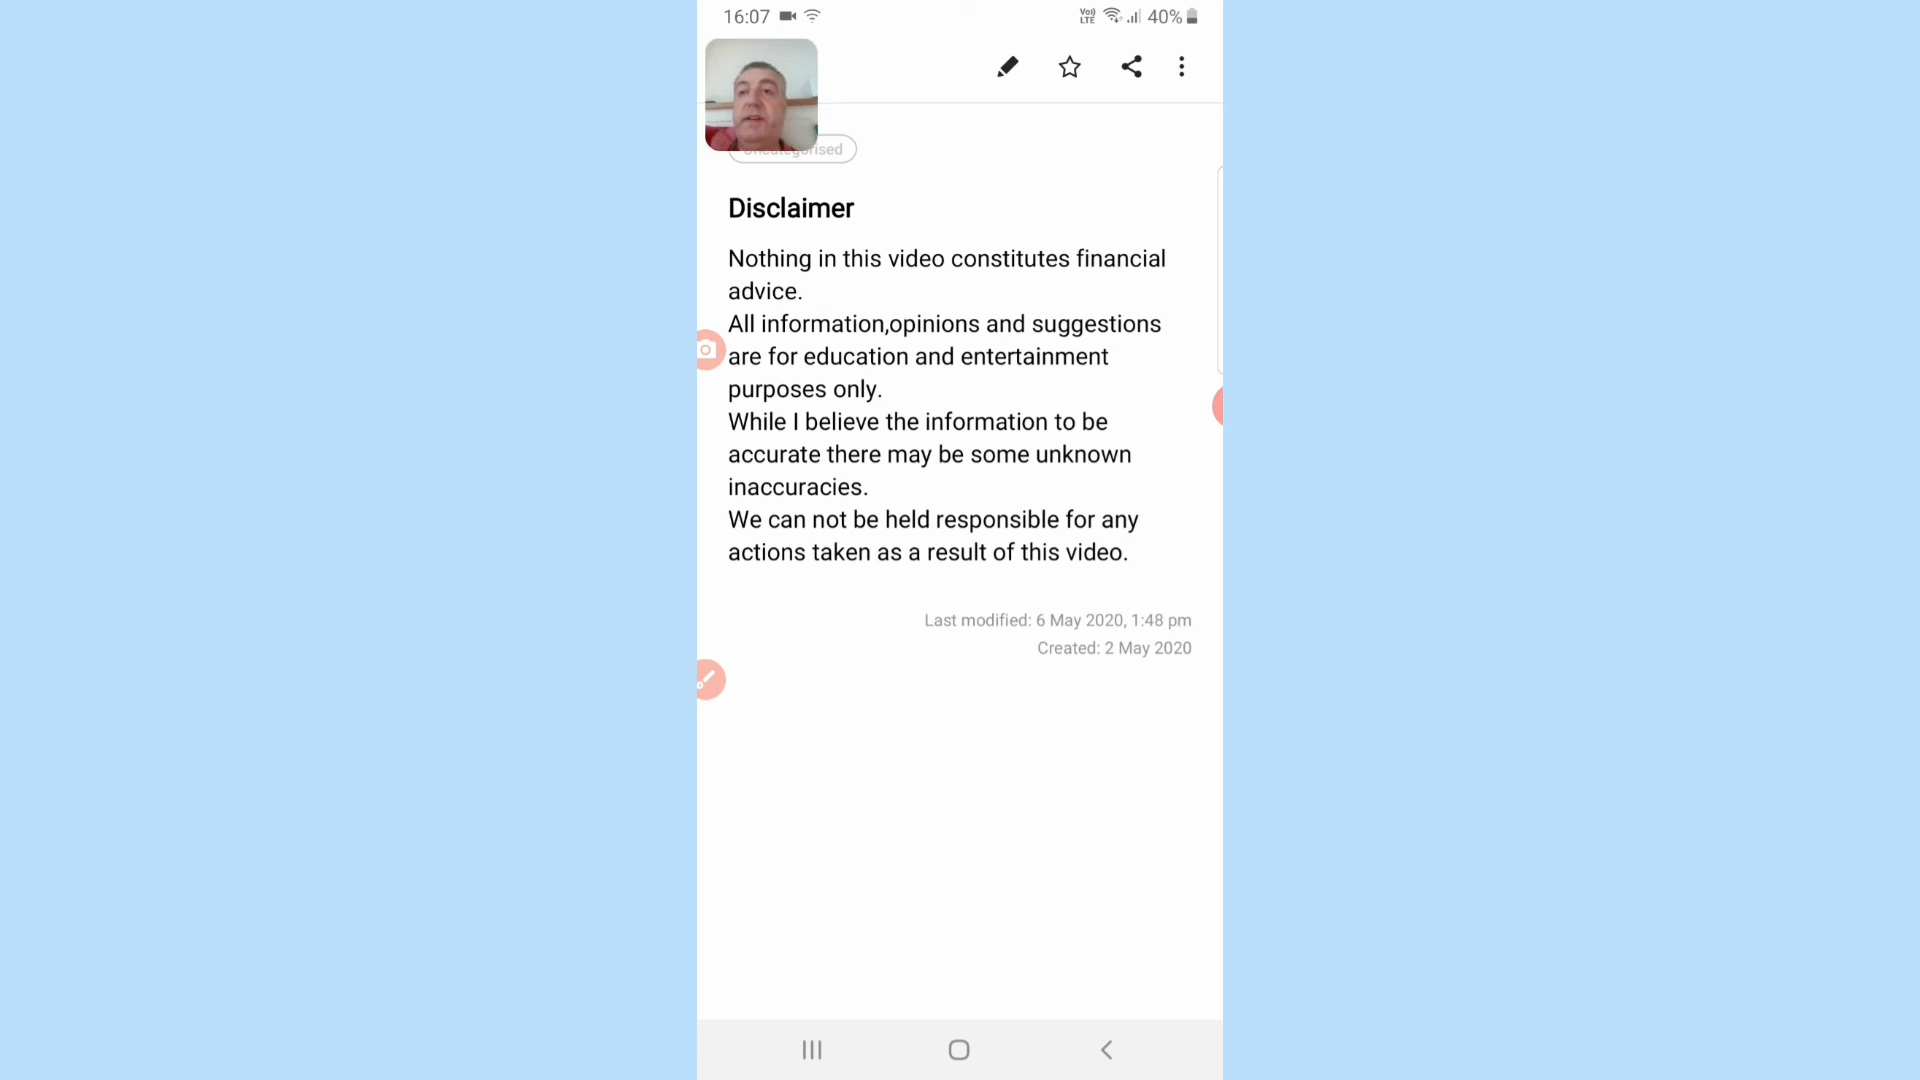 16:07
Vo)) LTE 40%
Uncategorised
Disclaimer
Nothing in this video constitutes financial
advice.
All information,opinions and suggestions
are for education and entertainment
purposes only.
While I believe the information to be
accurate there may be some unknown
inaccuracies.
We can not be held responsible for any
actions taken as a result of this video.
Last modified: 6 May 2020, 1:48 pm
Created: 2 May 2020